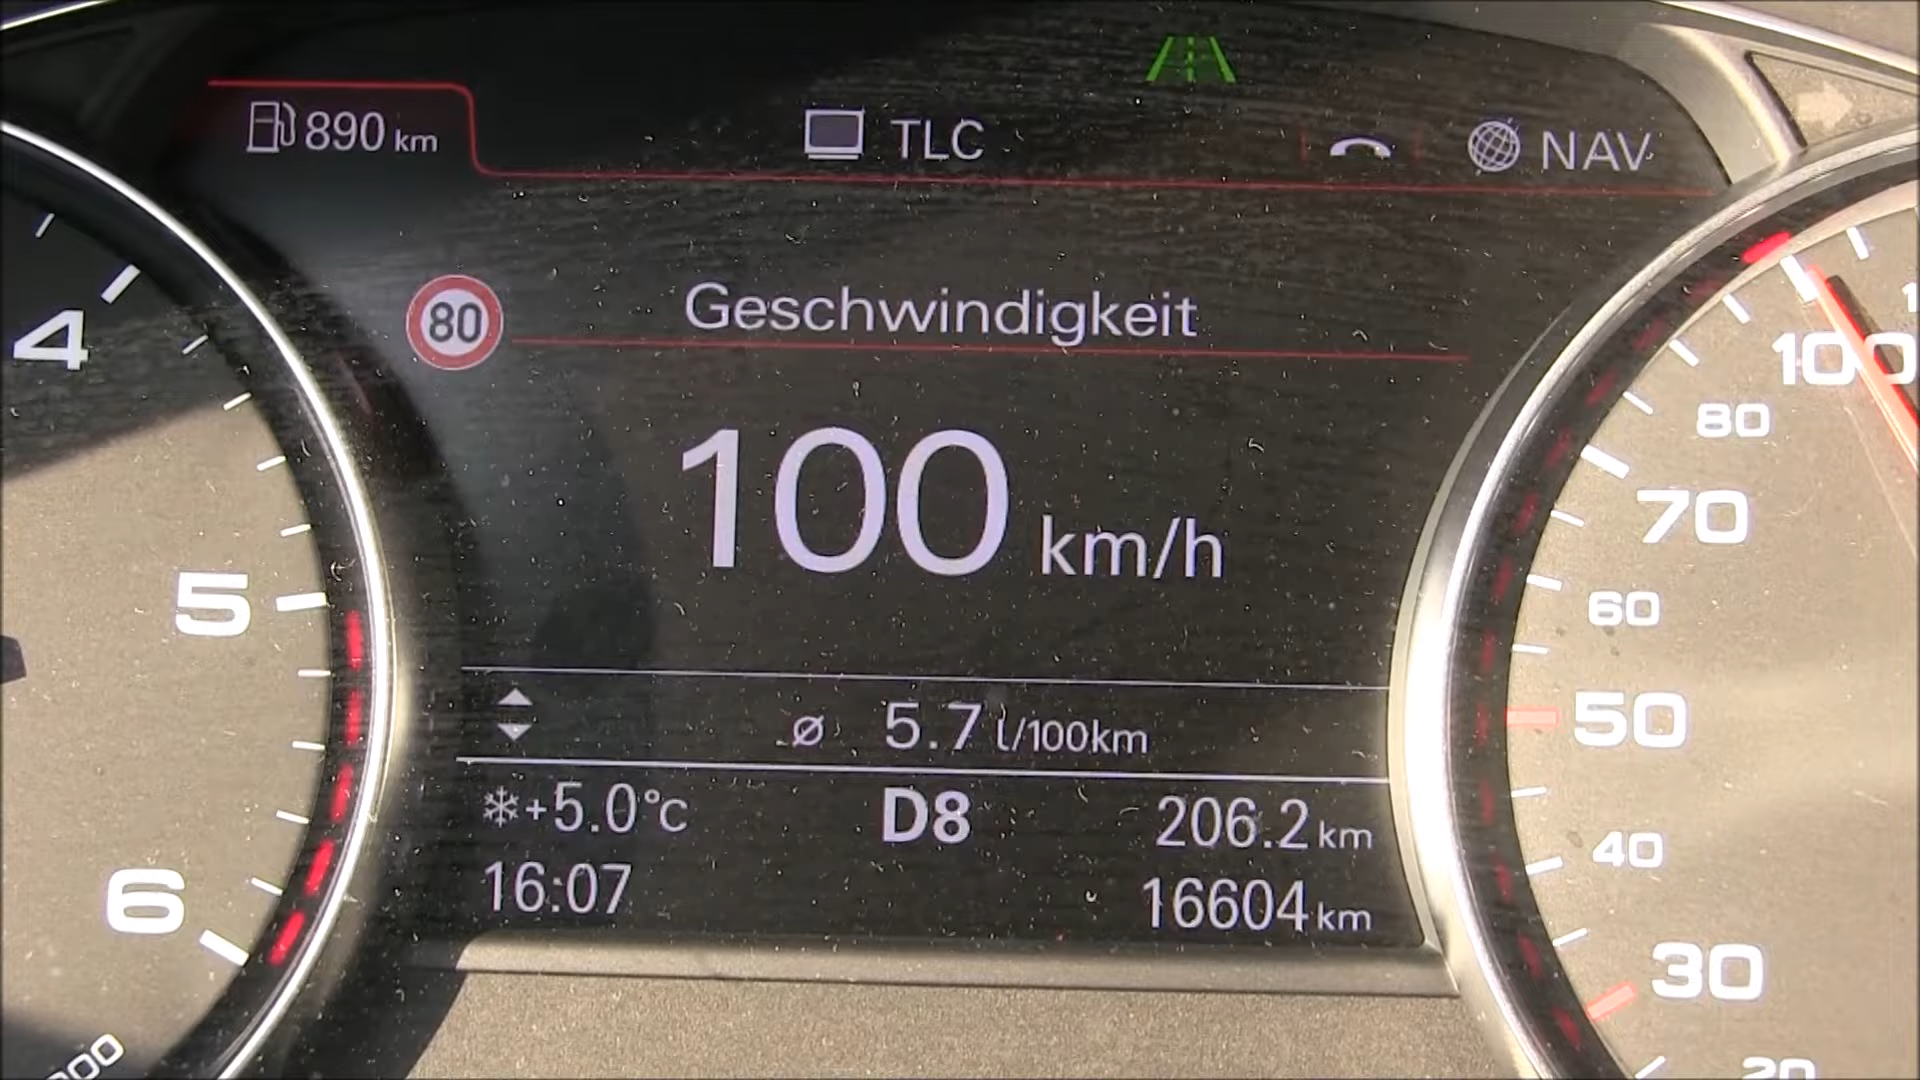 890 km
TLC
NAV
80
Geschwindigkeit
100 km/h
ø 5.7 l/100km
+5.0°C
D8
206.2 km
16:07
16604 km
4
5
6
100
80
70
60
50
40
30
20